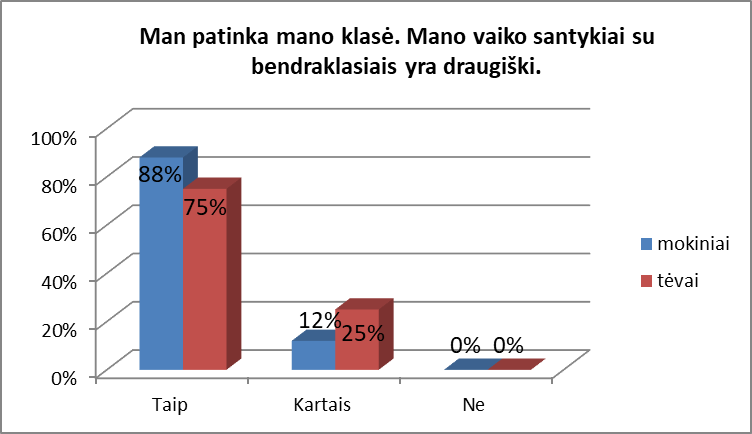 Man patinka mano klasė. Mano vaiko santykiai su
bendraklasiais yra draugiški.
100%
80%
60%
40%
20%
0%
88%
75%
12%
25%
0%
0%
Taip
Kartais
Ne
mokiniai
tėvai